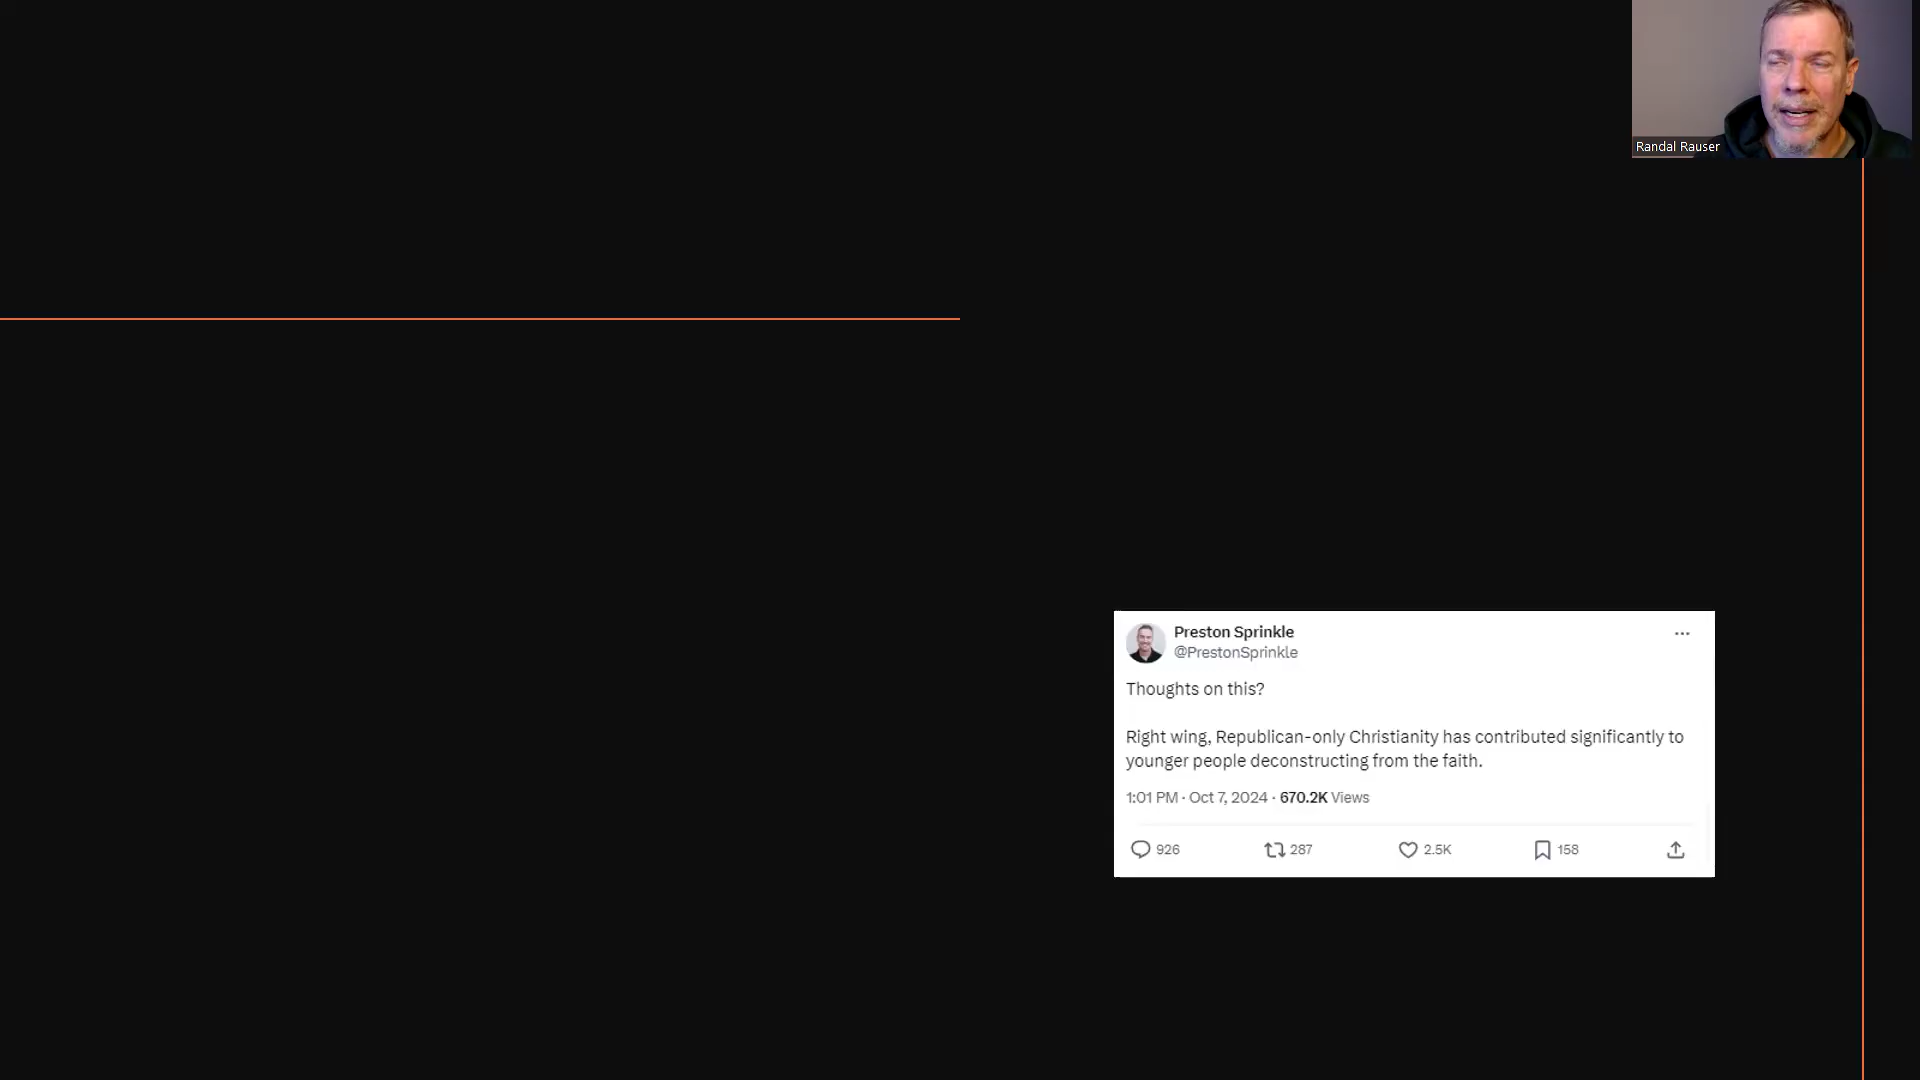 Randal Rauser
Preston Sprinkle
@PrestonSprinkle
Thoughts on this?
Right wing, Republican-only Christianity has contributed significantly to
younger people deconstructing from the faith.
1:01 PM · Oct 7, 2024 · 670.2K Views
926 287 2.5K 158